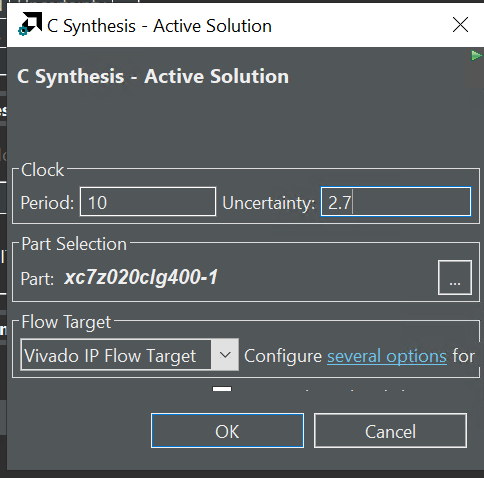 C Synthesis - Active Solution
C Synthesis - Active Solution
Clock
Period: 10 Uncertainty: 2.7
Part Selection
Part: xc7z020clg400-1 ...
Flow Target
Vivado IP Flow Target Configure several options for
OK Cancel